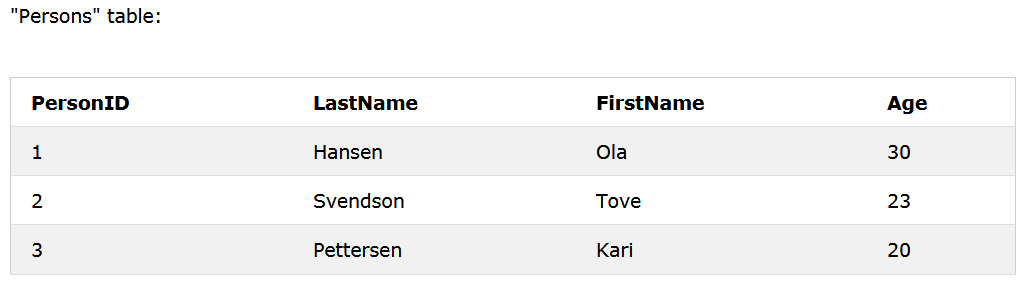 "Persons" table:
PersonID LastName FirstName Age
1 Hansen Ola 30
2 Svendson Tove 23
3 Pettersen Kari 20